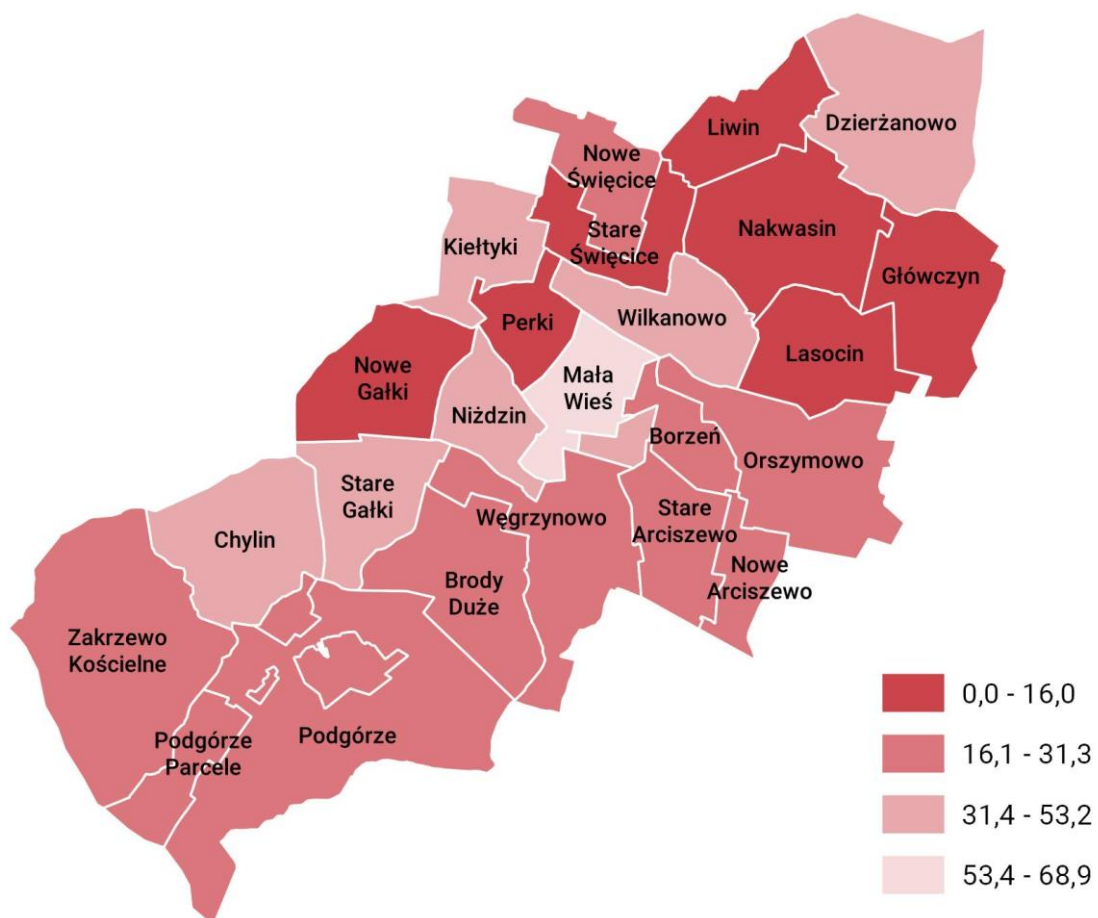 Liwin
Dzierżanowo
Nowe
Święcice
Stare
Święcice
Nakwasin
Kiełtyki
Główczyn
Perki
Wilkanowo
Lasocin
Nowe
Gałki
Mała
Wieś
Niżdzin
Borzeń
Orszymowo
Stare
Gałki
Węgrzynowo
Stare
Arciszewo
Chylin
Nowe
Arciszewo
Brody
Duże
Zakrzewo
Kościelne
Podgórze
Parcele
Podgórze
0,0 - 16,0
16,1 - 31,3
31,4 - 53,2
53,4 - 68,9